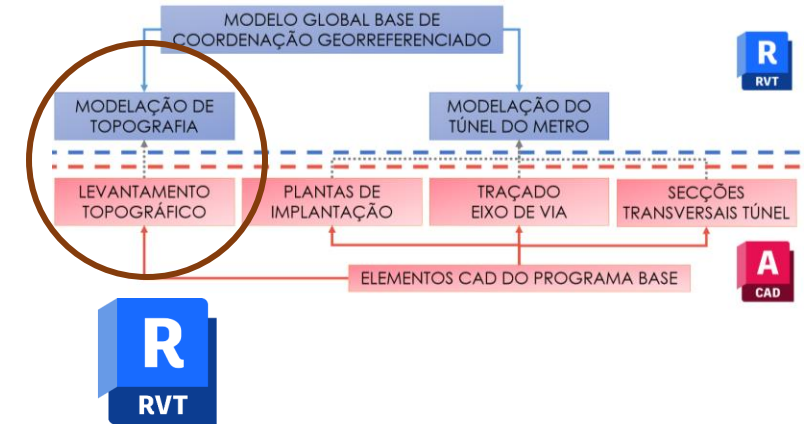 MODELO GLOBAL BASE DE
COORDENAÇÃO GEORREFERENCIADO
R
RVT
MODELAÇÃO DE
TOPOGRAFIA
MODELAÇÃO DO
TÚNEL DO METRO
LEVANTAMENTO
TOPOGRÁFICO
PLANTAS DE
IMPLANTAÇÃO
TRAÇADO
EIXO DE VIA
SECÇÕES
TRANSVERSAIS TÚNEL
ELEMENTOS CAD DO PROGRAMA BASE
A
CAD
R
RVT